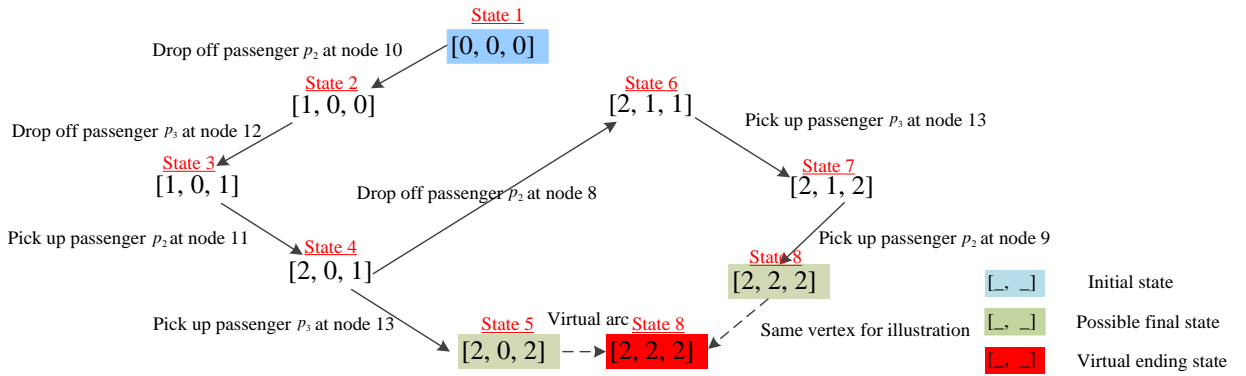 State 1
[0, 0, 0]
Drop off passenger p₂ at node 10
State 2
[1, 0, 0]
State 6
[2, 1, 1]
Drop off passenger p₃ at node 12
Pick up passenger p₃ at node 13
State 3
[1, 0, 1]
State 7
[2, 1, 2]
Drop off passenger p₂ at node 8
Pick up passenger p₂ at node 11
State 4
[2, 0, 1]
Pick up passenger p₂ at node 9
State 8
[2, 2, 2]
[_, _] Initial state
Pick up passenger p₃ at node 13
State 5
[2, 0, 2]
Virtual arc
State 8
[2, 2, 2]
Same vertex for illustration
[_, _] Possible final state
[_, _] Virtual ending state